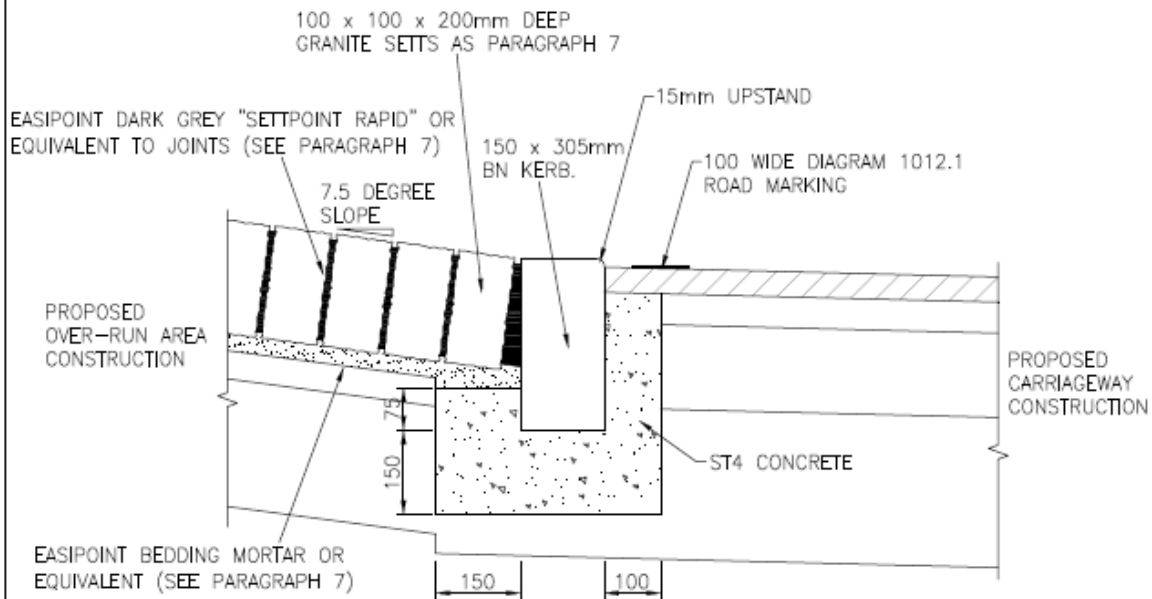 100 x 100 x 200mm DEEP
GRANITE SETTS AS PARAGRAPH 7
15mm UPSTAND
EASIPOINT DARK GREY "SETTPOINT RAPID" OR
EQUIVALENT TO JOINTS (SEE PARAGRAPH 7)
150 x 305mm
BN KERB.
100 WIDE DIAGRAM 1012.1
ROAD MARKING
7.5 DEGREE
SLOPE
PROPOSED
OVER-RUN AREA
CONSTRUCTION
PROPOSED
CARRIAGEWAY
CONSTRUCTION
75
150
ST4 CONCRETE
EASIPOINT BEDDING MORTAR OR
EQUIVALENT (SEE PARAGRAPH 7)
150
100